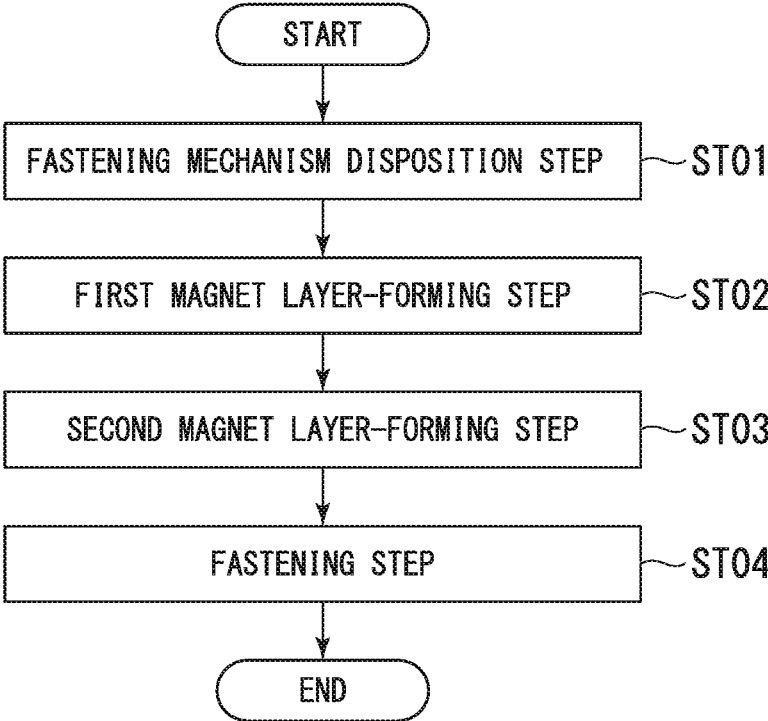 START
FASTENING MECHANISM DISPOSITION STEP ST01
FIRST MAGNET LAYER-FORMING STEP ST02
SECOND MAGNET LAYER-FORMING STEP ST03
FASTENING STEP ST04
END